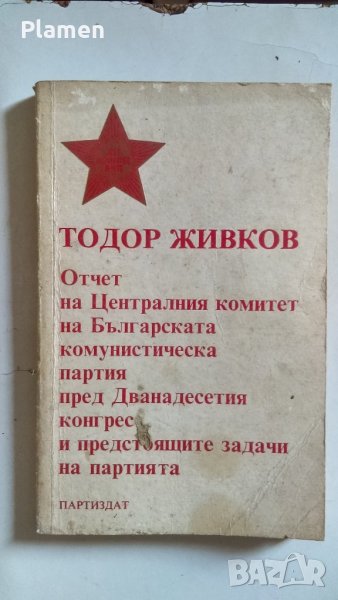 Plamen
ТОДОР ЖИВКОВ
Отчет
на Централния комитет
на Българската
комунистическа
партия
пред Дванадесетия
конгрес
и предстоящите задачи
на партията
ПАРТИЗДАТ
BAZAR